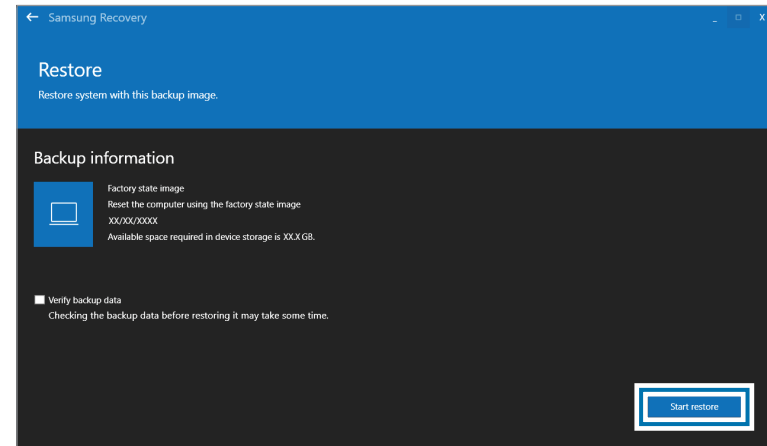 Samsung Recovery
Restore
Restore system with this backup image.
Backup information
Factory state image
Reset the computer using the factory state image
XX/XX/XXXX
Available space required in device storage is XX.X GB.
Verify backup data
Checking the backup data before restoring it may take some time.
Start restore